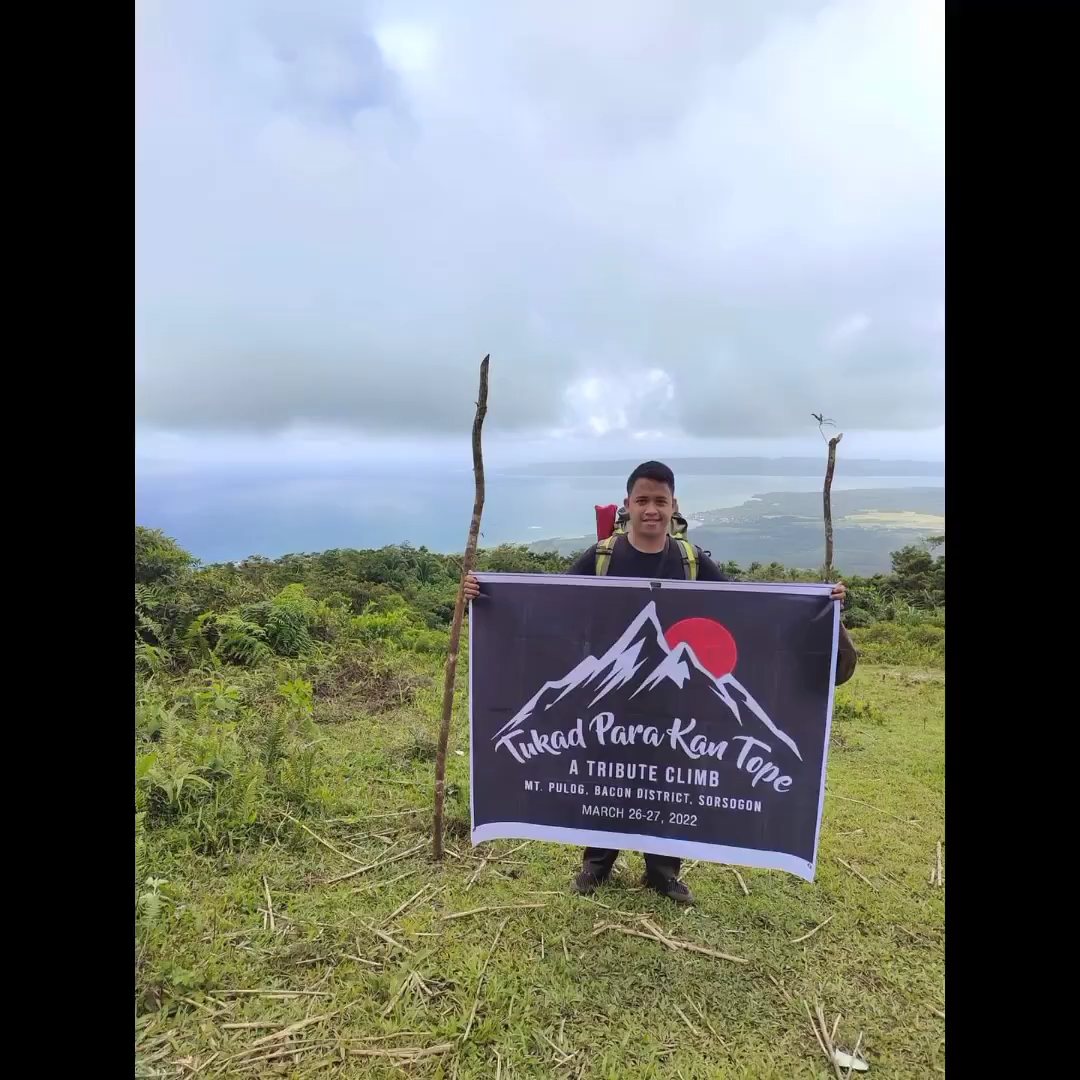 Tukad Para Kan Tope
A TRIBUTE CLIMB
MT. PULOG, BACON DISTRICT, SORSOGON
MARCH 26-27, 2022